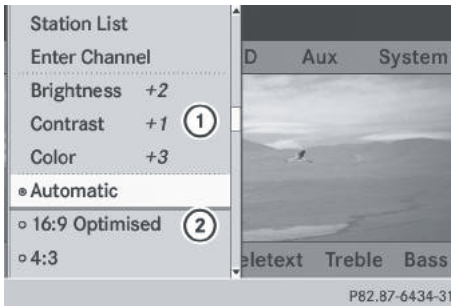 Station List
Enter Channel
D Aux System
Brightness +2
Contrast +1 1
Color +3
Automatic
16:9 Optimised 2
4:3
eletext Treble Bass
P82.87-6434-31